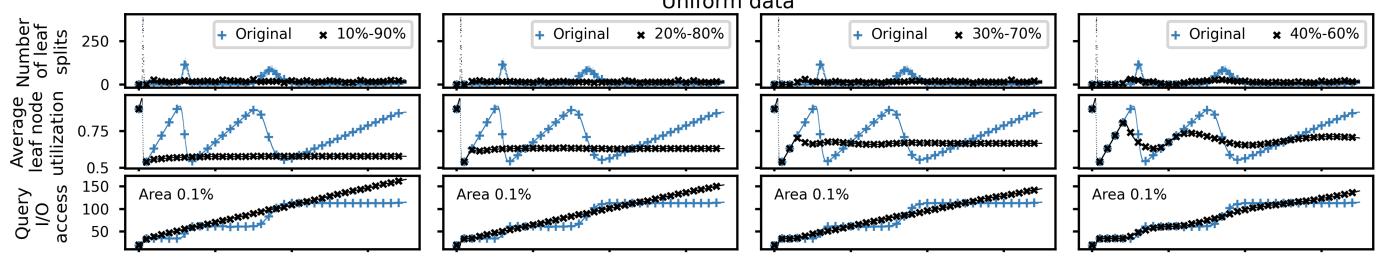 Uniform data
Number
of leaf
splits
250
0
Original 10%-90%
Original 20%-80%
Original 30%-70%
Original 40%-60%
Average
leaf node
utilization
0.75
0.5
Query
I/O
access
150
100
50
Area 0.1%
Area 0.1%
Area 0.1%
Area 0.1%